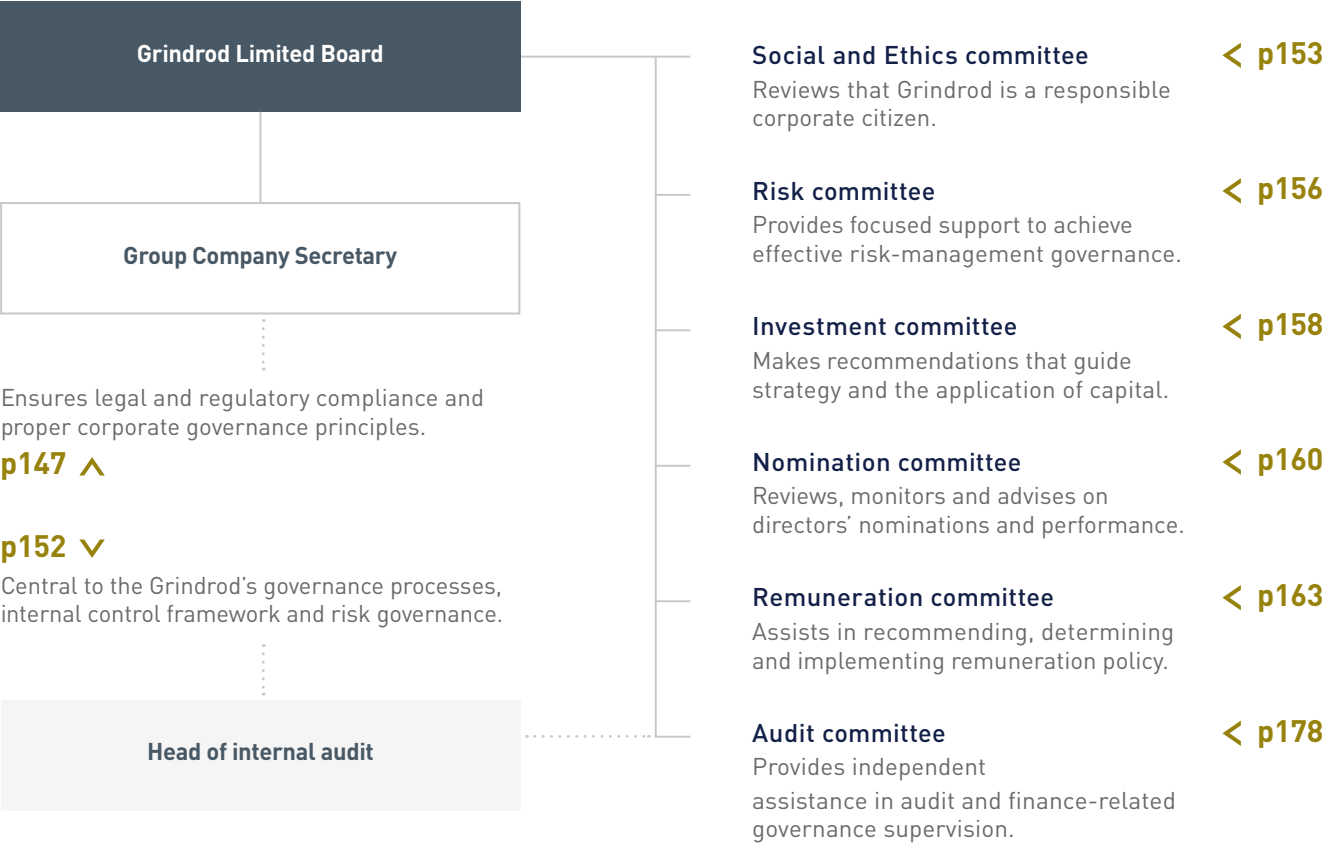 Grindrod Limited Board
Group Company Secretary
Ensures legal and regulatory compliance and
proper corporate governance principles.
p147
p152
Central to the Grindrod’s governance processes,
internal control framework and risk governance.
Head of internal audit
Social and Ethics committee
< p153
Reviews that Grindrod is a responsible
corporate citizen.
Risk committee
< p156
Provides focused support to achieve
effective risk-management governance.
Investment committee
< p158
Makes recommendations that guide
strategy and the application of capital.
Nomination committee
< p160
Reviews, monitors and advises on
directors’ nominations and performance.
Remuneration committee
< p163
Assists in recommending, determining
and implementing remuneration policy.
Audit committee
< p178
Provides independent
assistance in audit and finance-related
governance supervision.